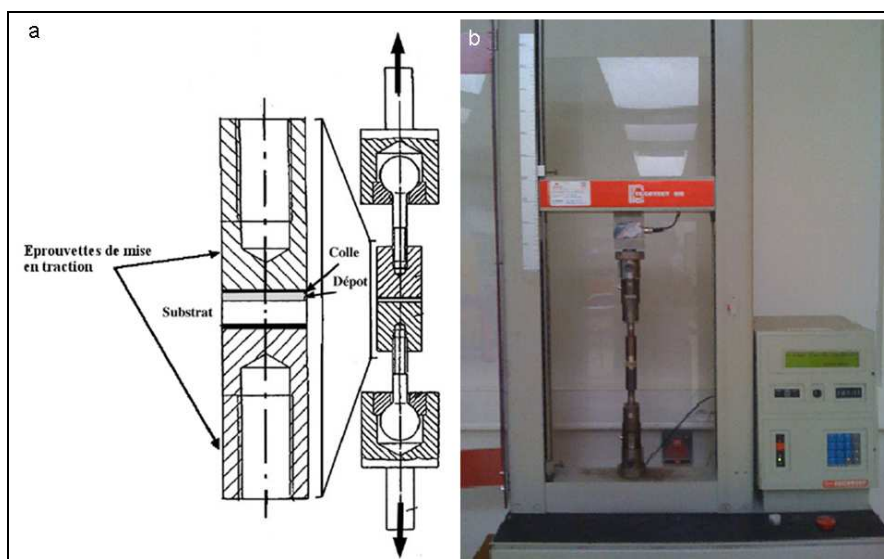 a
b
Eprouvettes de mise
en traction
Colle
Dépot
Substrat